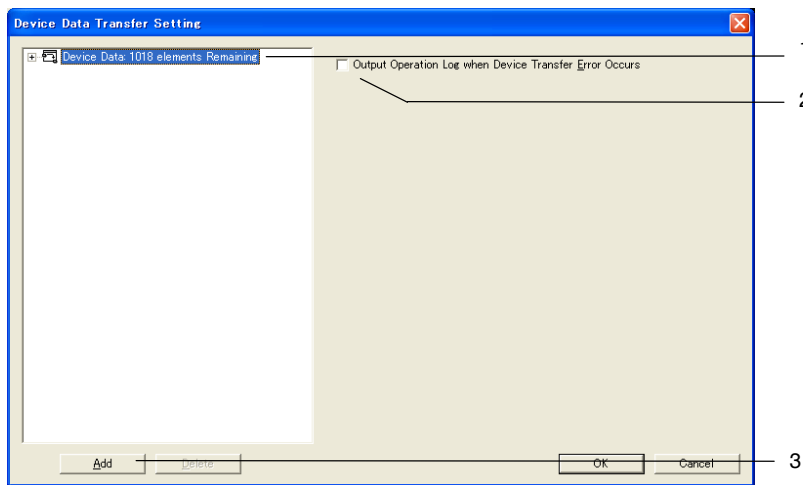 Device Data Transfer Setting
Device Data: 1018 elements Remaining
Output Operation Log when Device Transfer Error Occurs
2
Add
Delete
OK
Cancel
3